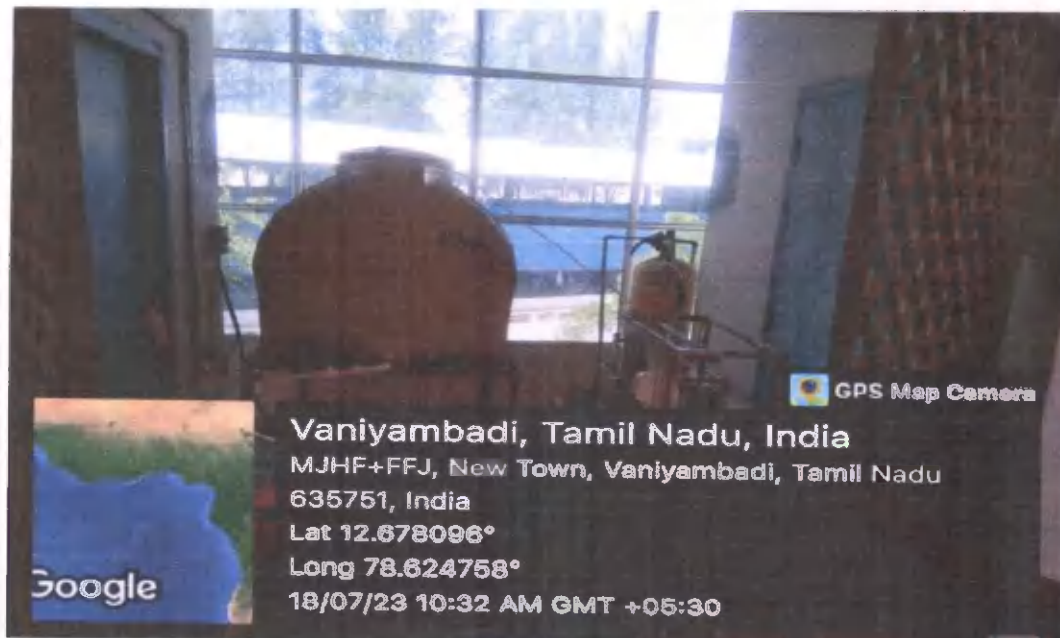 GPS Map Camera
Vaniyambadi, Tamil Nadu, India
MJHF+FFJ, New Town, Vaniyambadi, Tamil Nadu
635751, India
Lat 12.678096°
Long 78.624758°
18/07/23 10:32 AM GMT +05:30
Google